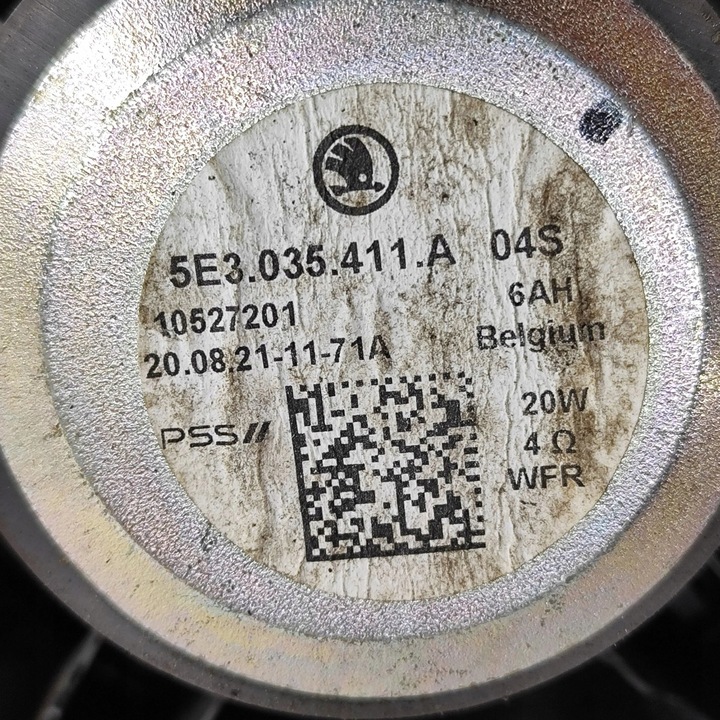 5E3.035.411.A 04S
10527201 6AH
20.08.21-11-71A Belgium
PSS// 20W
4 Ω
WFR